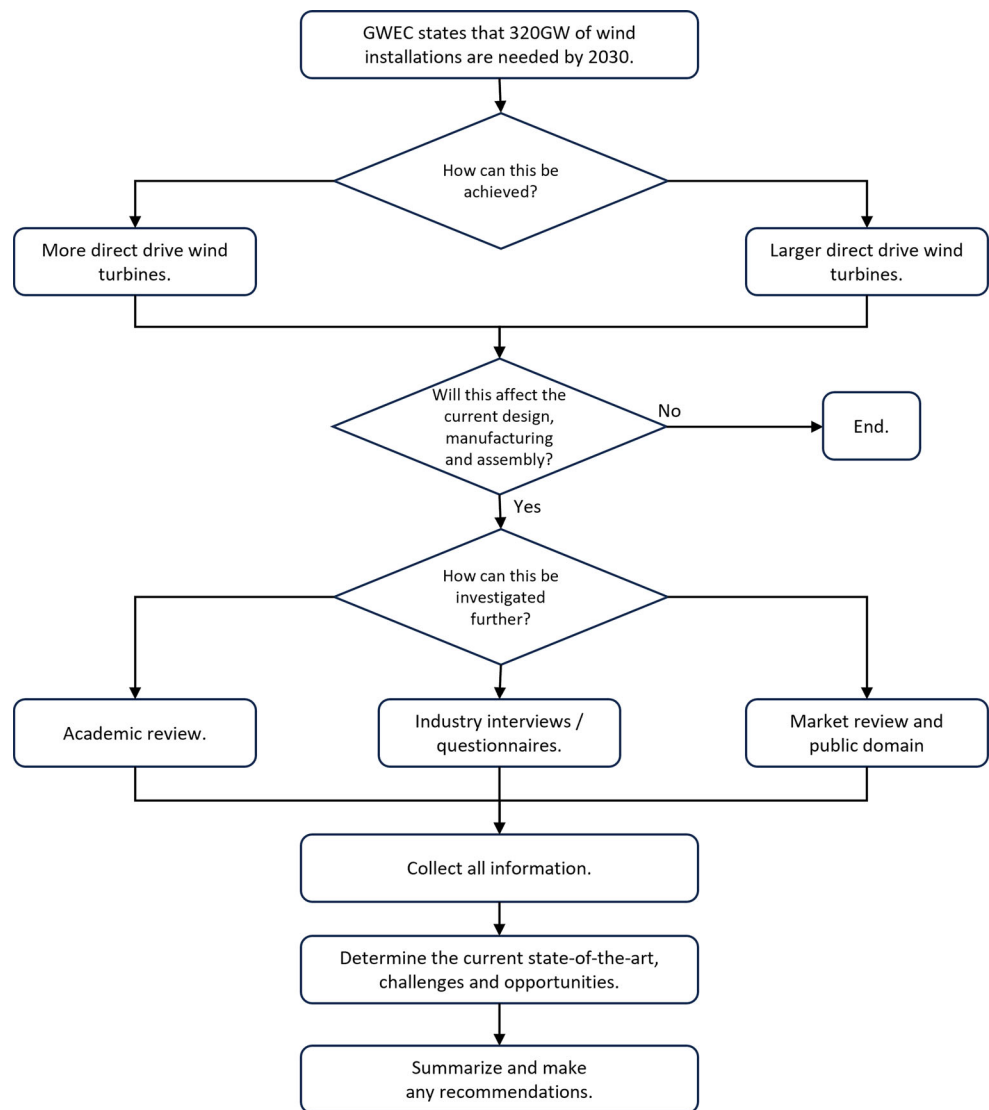 GWEC states that 320GW of wind
installations are needed by 2030.
How can this be
achieved?
More direct drive wind
turbines.
Larger direct drive wind
turbines.
Will this affect the
current design,
manufacturing
and assembly?
No
End.
Yes
How can this be
investigated
further?
Academic review.
Industry interviews /
questionnaires.
Market review and
public domain
Collect all information.
Determine the current state-of-the-art,
challenges and opportunities.
Summarize and make
any recommendations.